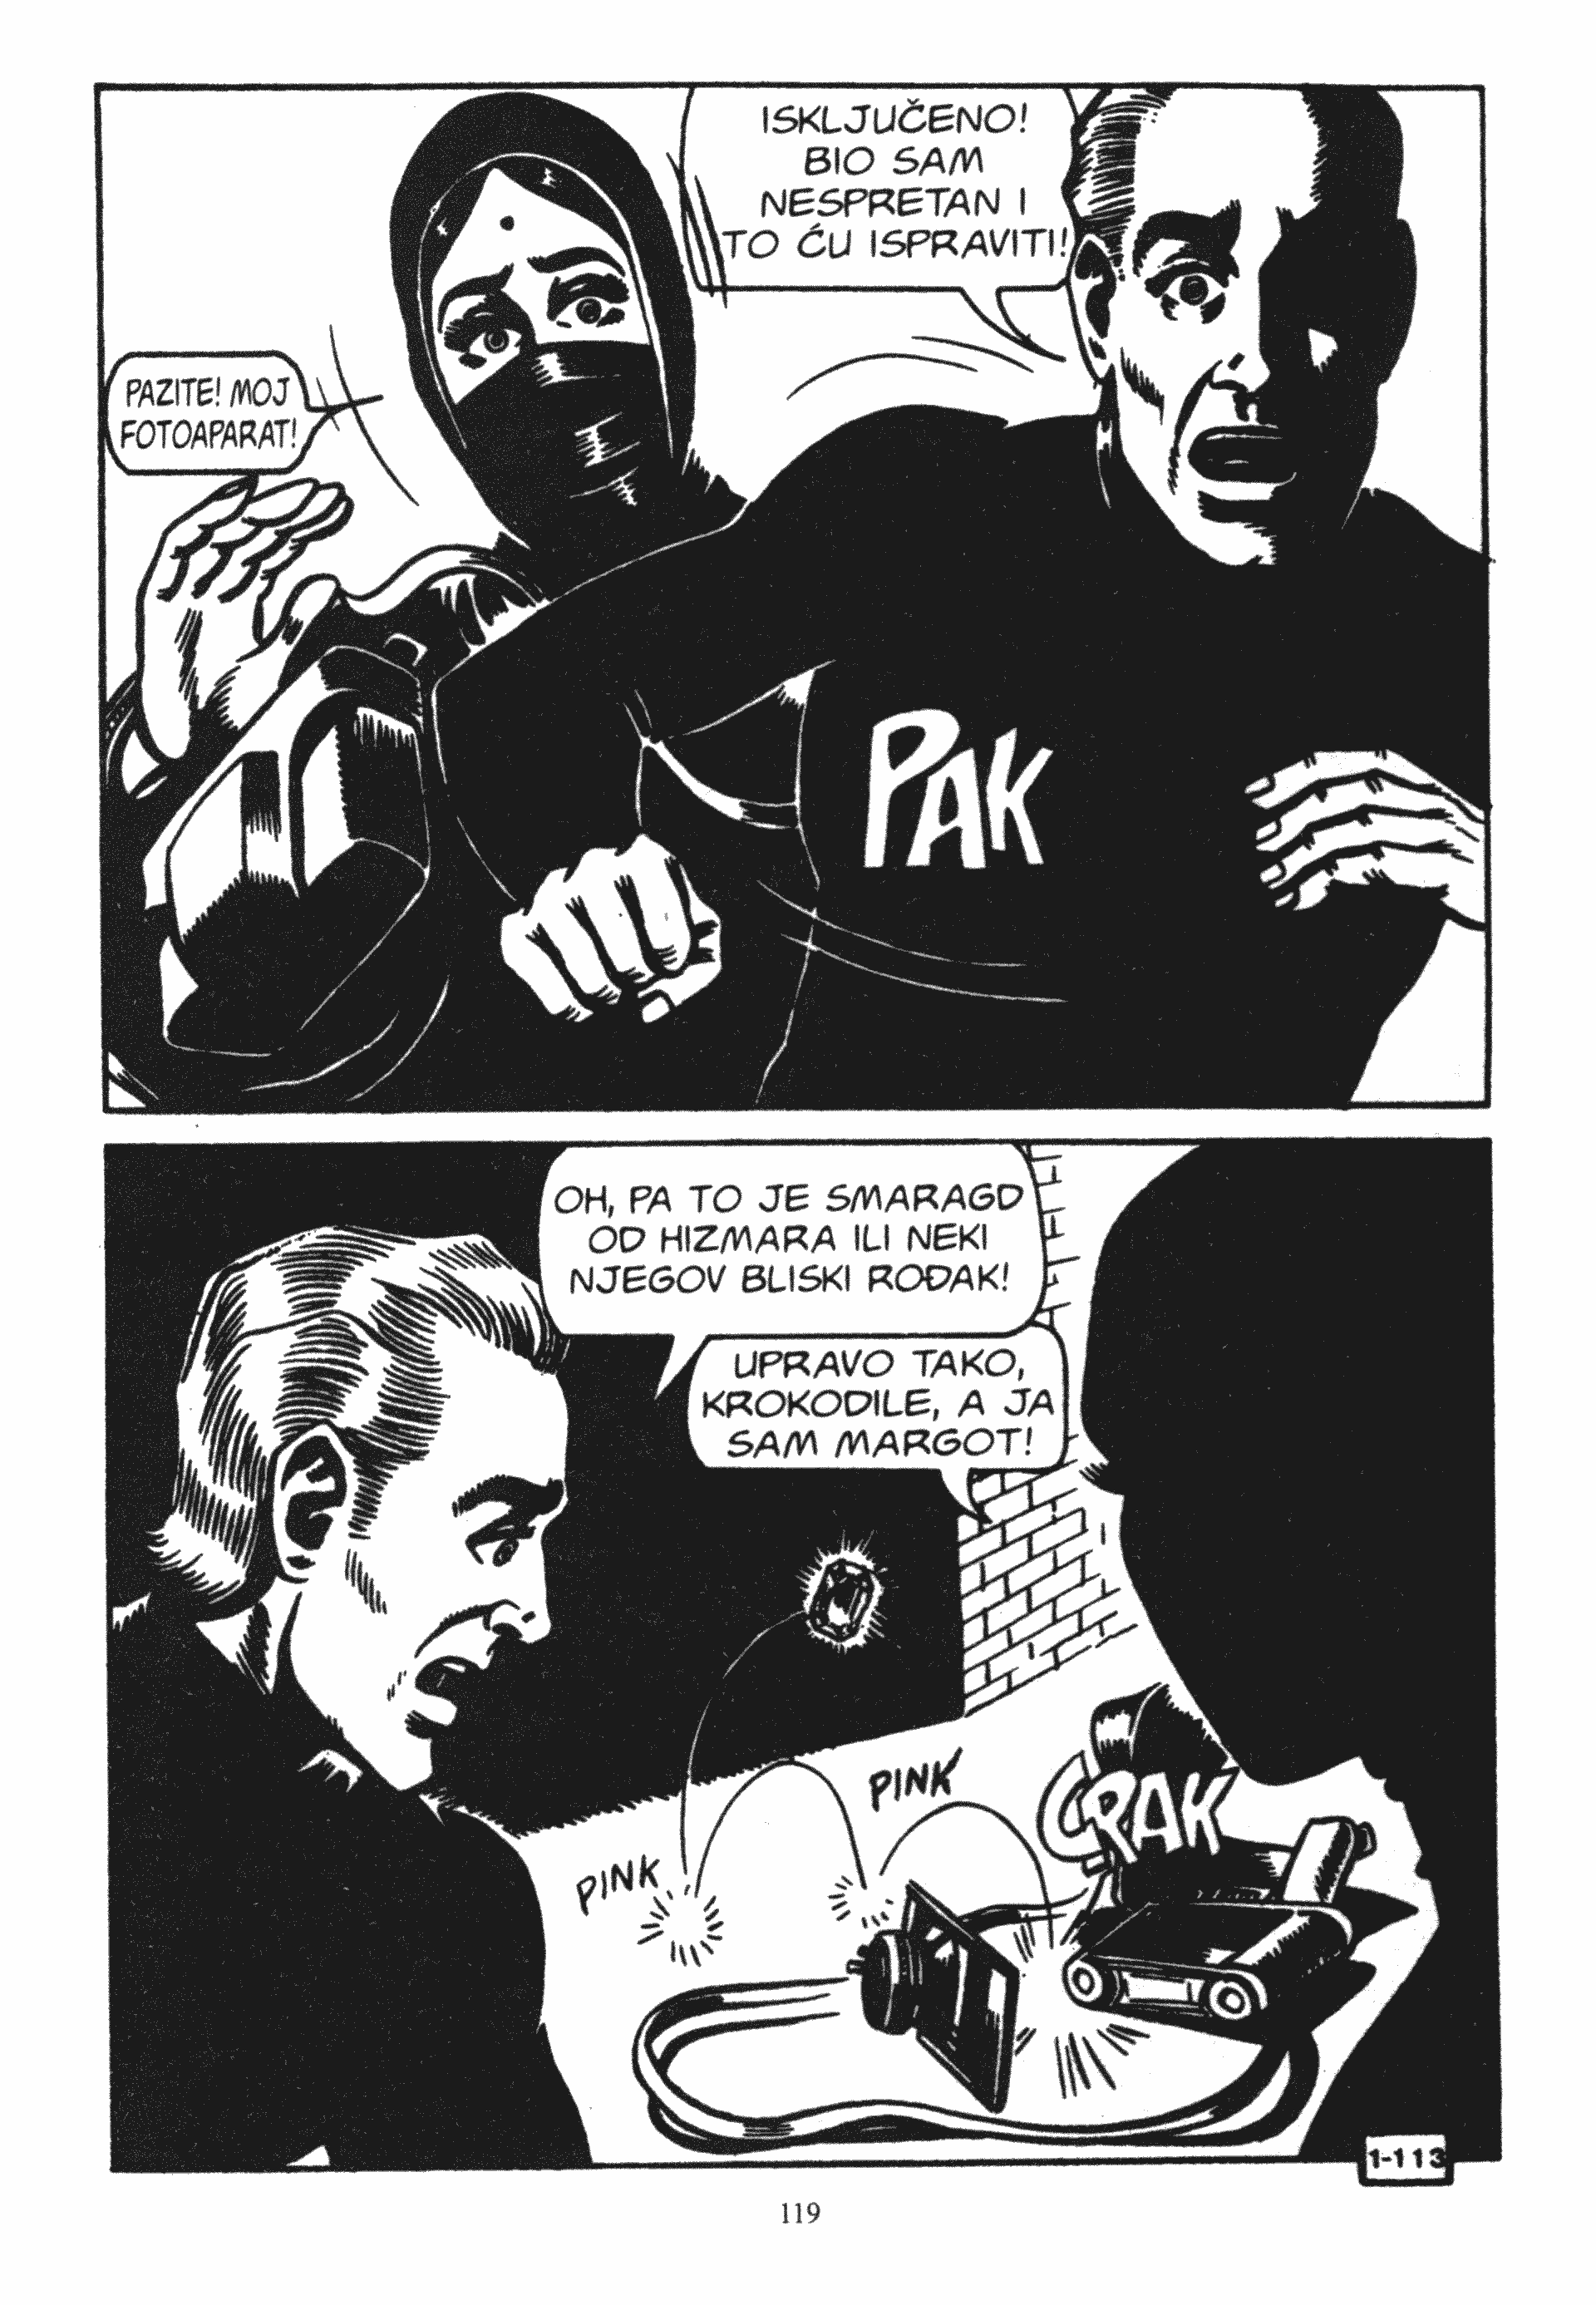 PAZITE! MOJ
FOTOAPARAT!
ISKLJUČENO!
BIO SAM
NESPRETAN I
TO ĆU ISPRAVITI!
PAK
OH, PA TO JE SMARAGD
OD HIZMARA ILI NEKI
NJEGOV BLISKI ROĐAK!
UPRAVO TAKO,
KROKODILE, A JA
SAM MARGOT!
PINK
PINK
CRAK
1-113
119